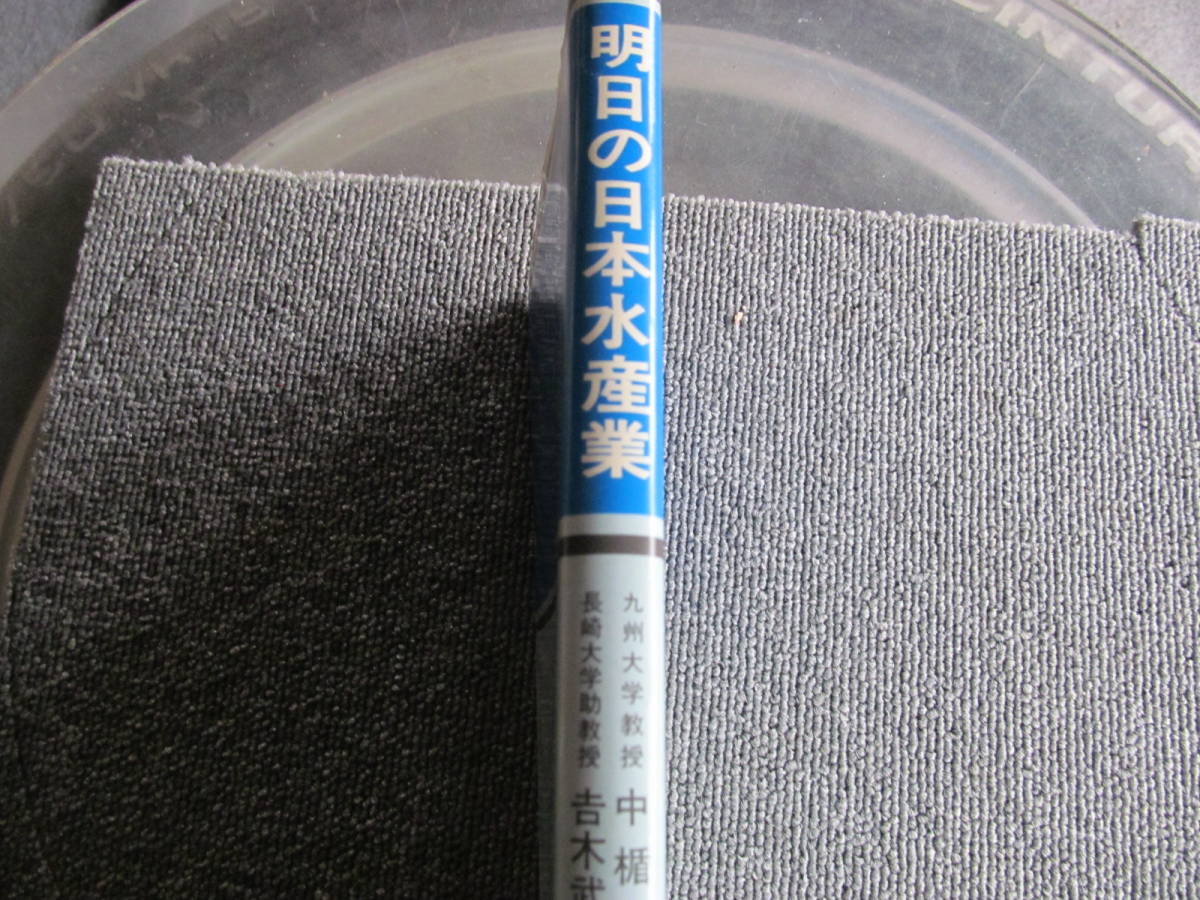 明日の日本水産業
九州大学教授 中楯
長崎大学助教授 吉木武